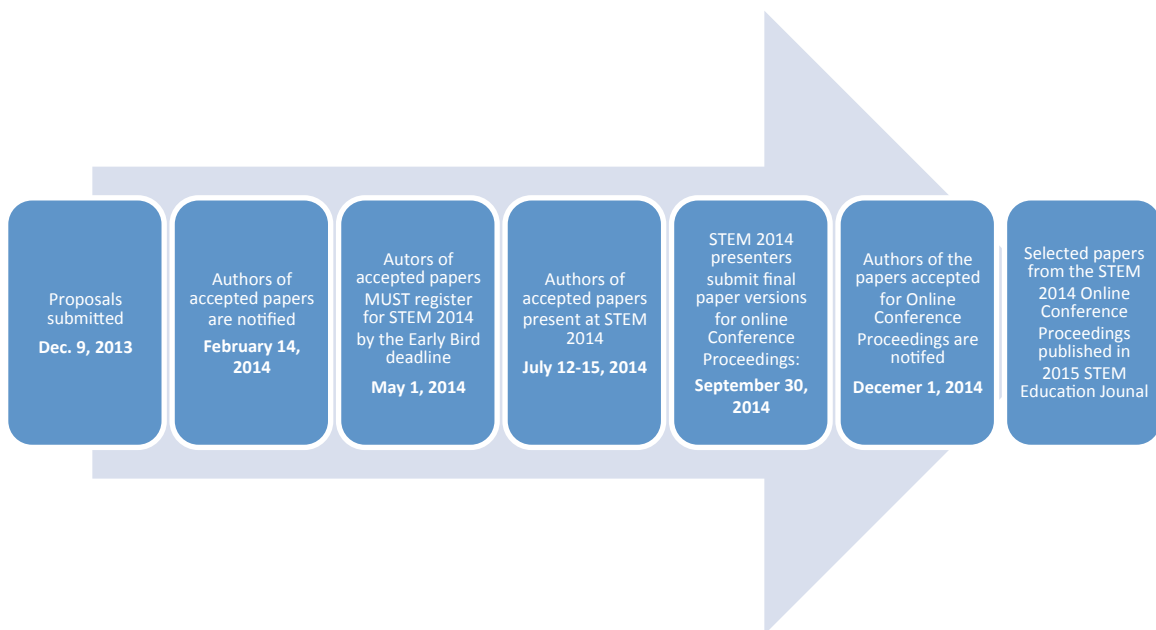 Proposals
submitted
Dec. 9, 2013
Authors of
accepted papers
are notified
February 14,
2014
Autors of
accepted papers
MUST register
for STEM 2014
by the Early Bird
deadline
May 1, 2014
Authors of
accepted papers
present at STEM
2014
July 12-15, 2014
STEM 2014
presenters
submit final
paper versions
for online
Conference
Proceedings:
September 30,
2014
Authors of the
papers accepted
for Online
Conference
Proceedings are
notifed
Decemer 1, 2014
Selected papers
from the STEM
2014 Online
Conference
Proceedings
published in
2015 STEM
Education Jounal